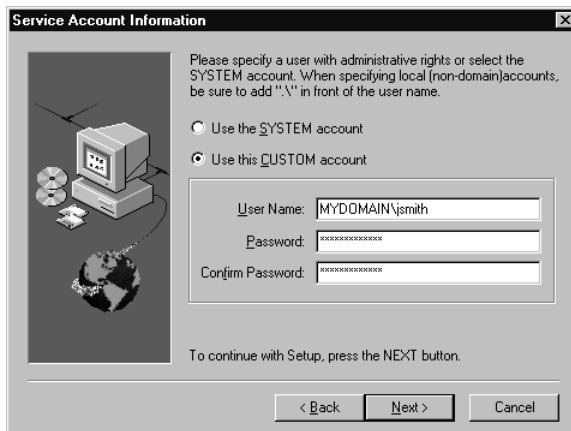 Service Account Information
Please specify a user with administrative rights or select the
SYSTEM account. When specifying local (non-domain)accounts,
be sure to add ".\" in front of the user name.
Use the SYSTEM account
Use this CUSTOM account
User Name: MYDOMAIN\jsmith
Password: *************
Confirm Password: *************
To continue with Setup, press the NEXT button.
< Back Next > Cancel